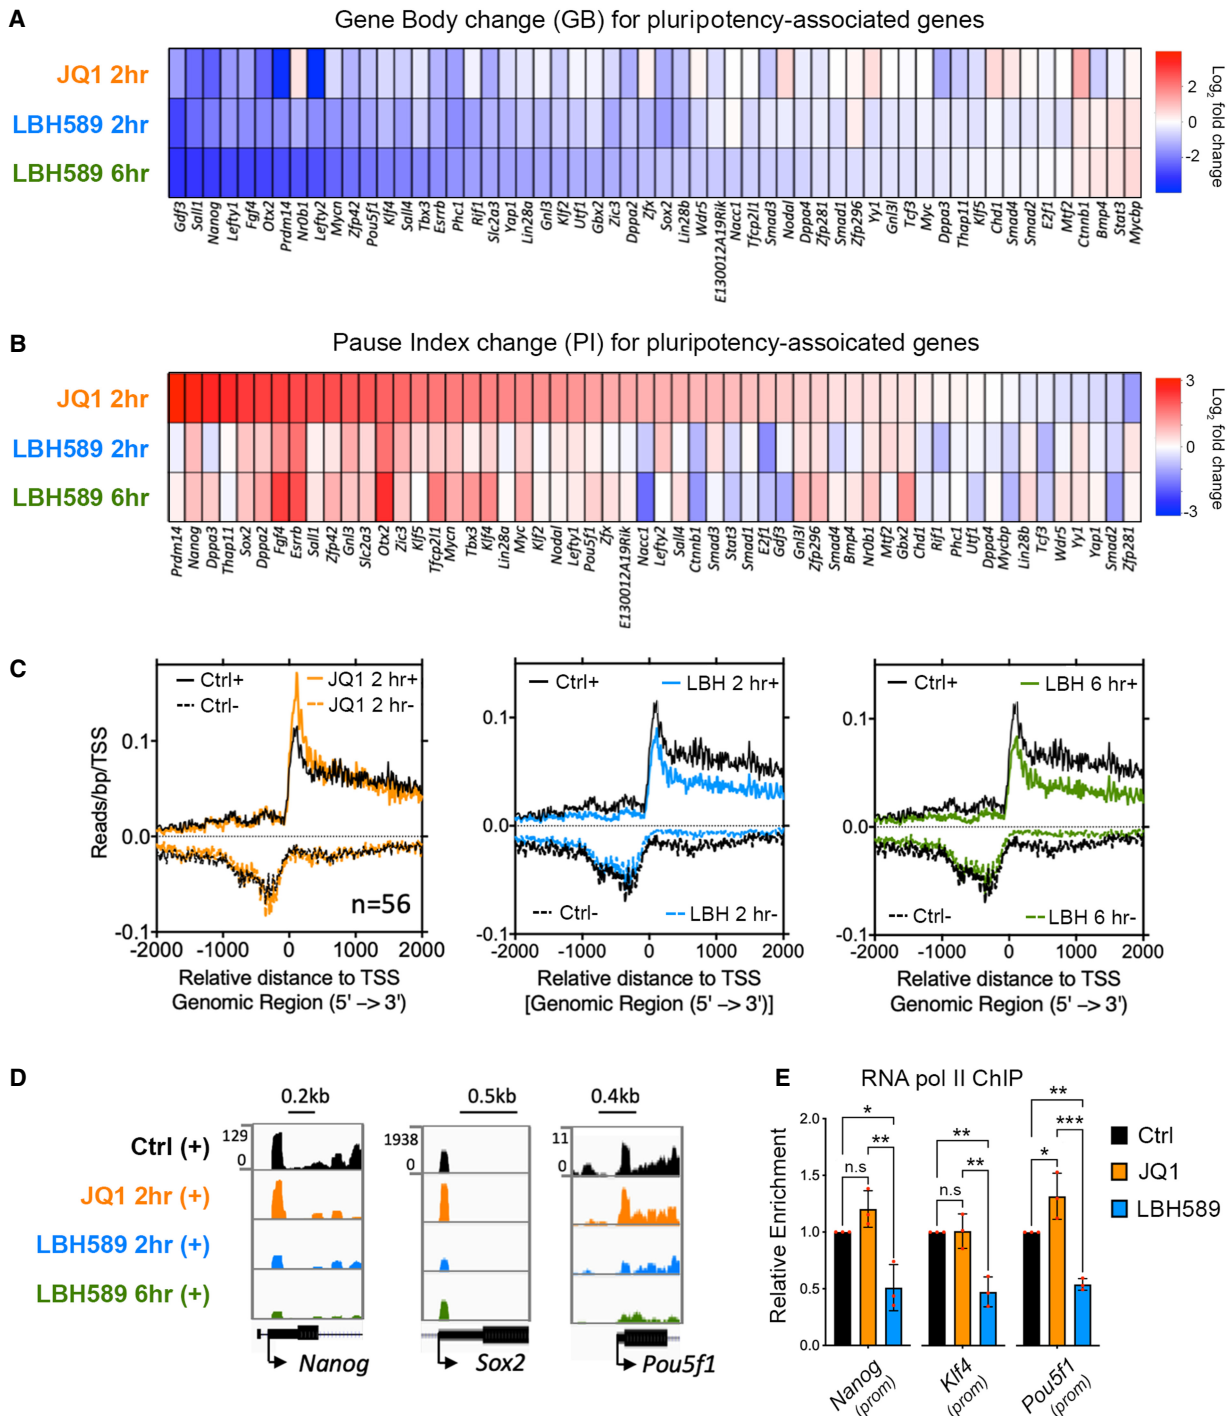 A
Gene Body change (GB) for pluripotency-associated genes
JQ1 2hr
LBH589 2hr
LBH589 6hr
2
0
-2
Log2 fold change
Gdf3 Sall1 Nanog Lefty1 Fgf4 Otx2 Prdm14 Nr0b1 Lefty2 Mycn Zfp42 Pou5f1 Klf4 Sall4 Tbx3 Esrrb Phc1 Rif1 Slc2a3 Yap1 Lin28a Gnl3 Klf2 Utf1 Gbx2 Zic3 Dppa2 Zfx Sox2 Lin28b Wdr5 E130012A19Rik Nacc1 Tfcp2l1 Smad3 Nodal Dppa4 Zfp281 Smad1 Zfp296 Yy1 Gnl3l Tcf3 Myc Dppa3 Thap11 Klf5 Chd1 Smad4 Smad2 E2f1 Mtf2 Ctnnb1 Bmp4 Stat3 Mycbp
B
Pause Index change (PI) for pluripotency-assoicated genes
JQ1 2hr
LBH589 2hr
LBH589 6hr
3
0
-3
Log2 fold change
Prdm14 Nanog Dppa3 Thap11 Sox2 Dppa2 Fgf4 Esrrb Sall1 Zfp42 Gnl3 Slc2a3 Otx2 Zic3 Klf5 Tfcp2l1 Mycn Tbx3 Klf4 Lin28a Myc Klf2 Nodal Lefty1 Pou5f1 Zfx E130012A19Rik Nacc1 Lefty2 Sall4 Ctnnb1 Smad3 Stat3 Smad1 E2f1 Gdf3 Gnl3l Zfp296 Smad4 Bmp4 Nr0b1 Mtf2 Gbx2 Chd1 Rif1 Phc1 Utf1 Dppa4 Mycbp Lin28b Tcf3 Wdr5 Yy1 Yap1 Smad2 Zfp281
C
Reads/bp/TSS
0.1
0.0
-0.1
Ctrl+ JQ1 2 hr+
Ctrl- JQ1 2 hr-
n=56
-2000 -1000 0 1000 2000
Relative distance to TSS
Genomic Region (5' –> 3')
0.1
0.0
-0.1
Ctrl+ LBH 2 hr+
Ctrl- LBH 2 hr-
-2000 -1000 0 1000 2000
Relative distance to TSS
[Genomic Region (5' –> 3')]
0.1
0.0
-0.1
Ctrl+ LBH 6 hr+
Ctrl- LBH 6 hr-
-2000 -1000 0 1000 2000
Relative distance to TSS
Genomic Region (5' –> 3')
D
0.2kb 0.5kb 0.4kb
Ctrl (+)
JQ1 2hr (+)
LBH589 2hr (+)
LBH589 6hr (+)
129
0
1938
0
11
0
Nanog Sox2 Pou5f1
E
RNA pol II ChIP
Relative Enrichment
2.0
1.5
1.0
0.5
0.0
* ** n.s
** ** n.s
** *** *
Ctrl
JQ1
LBH589
Nanog (prom)
Klf4 (prom)
Pou5f1 (prom)